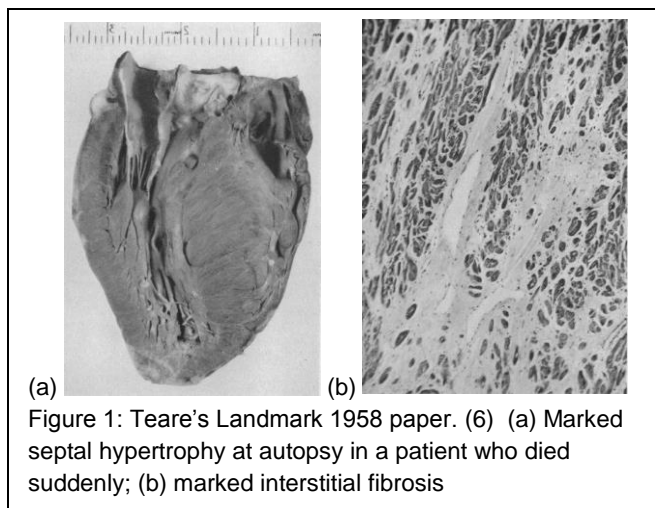 (a)
(b)
Figure 1: Teare's Landmark 1958 paper. (6) (a) Marked
septal hypertrophy at autopsy in a patient who died
suddenly; (b) marked interstitial fibrosis